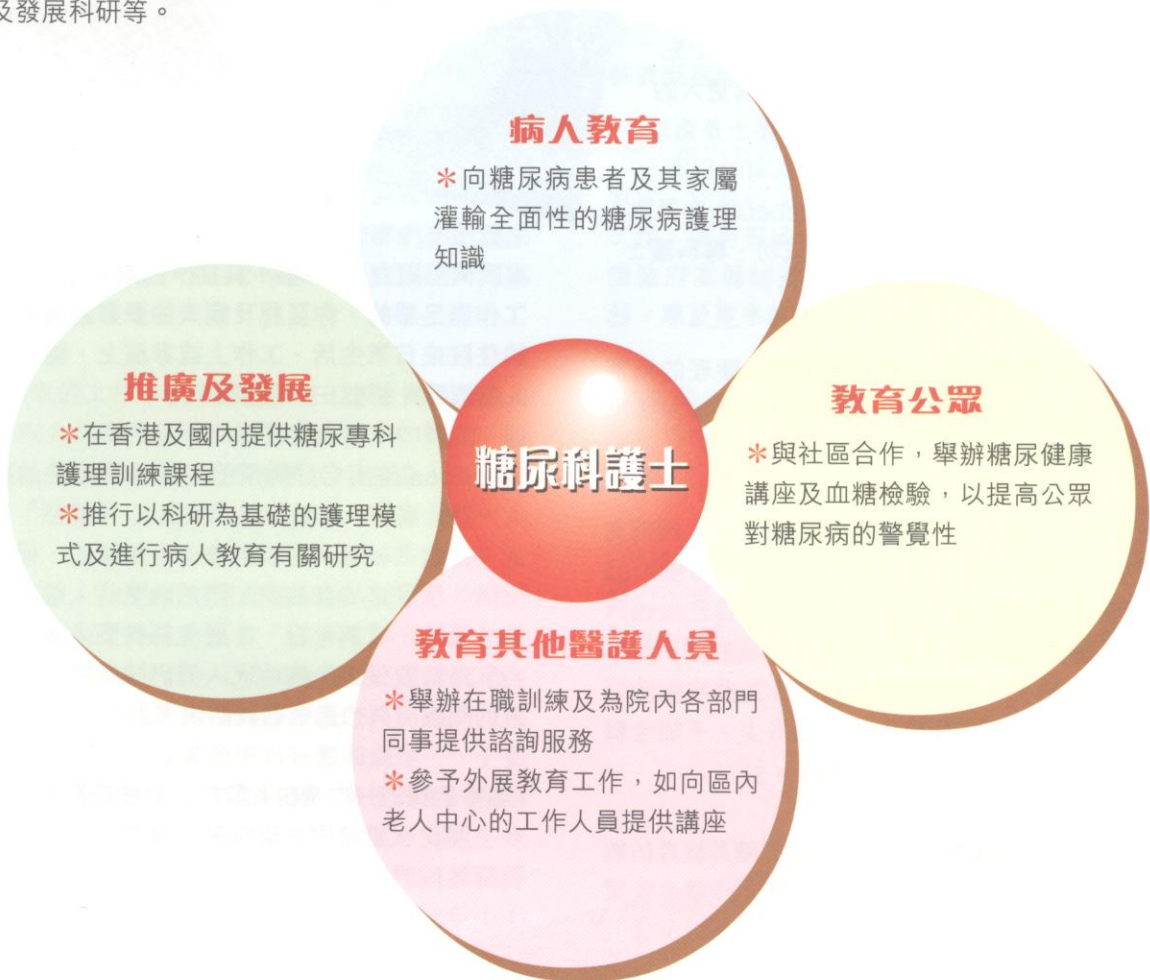 及發展科研等。
病人教育
*向糖尿病患者及其家屬
灌輸全面性的糖尿病護理
知識
推廣及發展
*在香港及國內提供糖尿專科
護理訓練課程
*推行以科研為基礎的護理模
式及進行病人教育有關研究
糖尿科護士
教育公眾
*與社區合作，舉辦糖尿健康
講座及血糖檢驗，以提高公眾
對糖尿病的警覺性
教育其他醫護人員
*舉辦在職訓練及為院內各部門
同事提供諮詢服務
*參予外展教育工作，如向區內
老人中心的工作人員提供講座